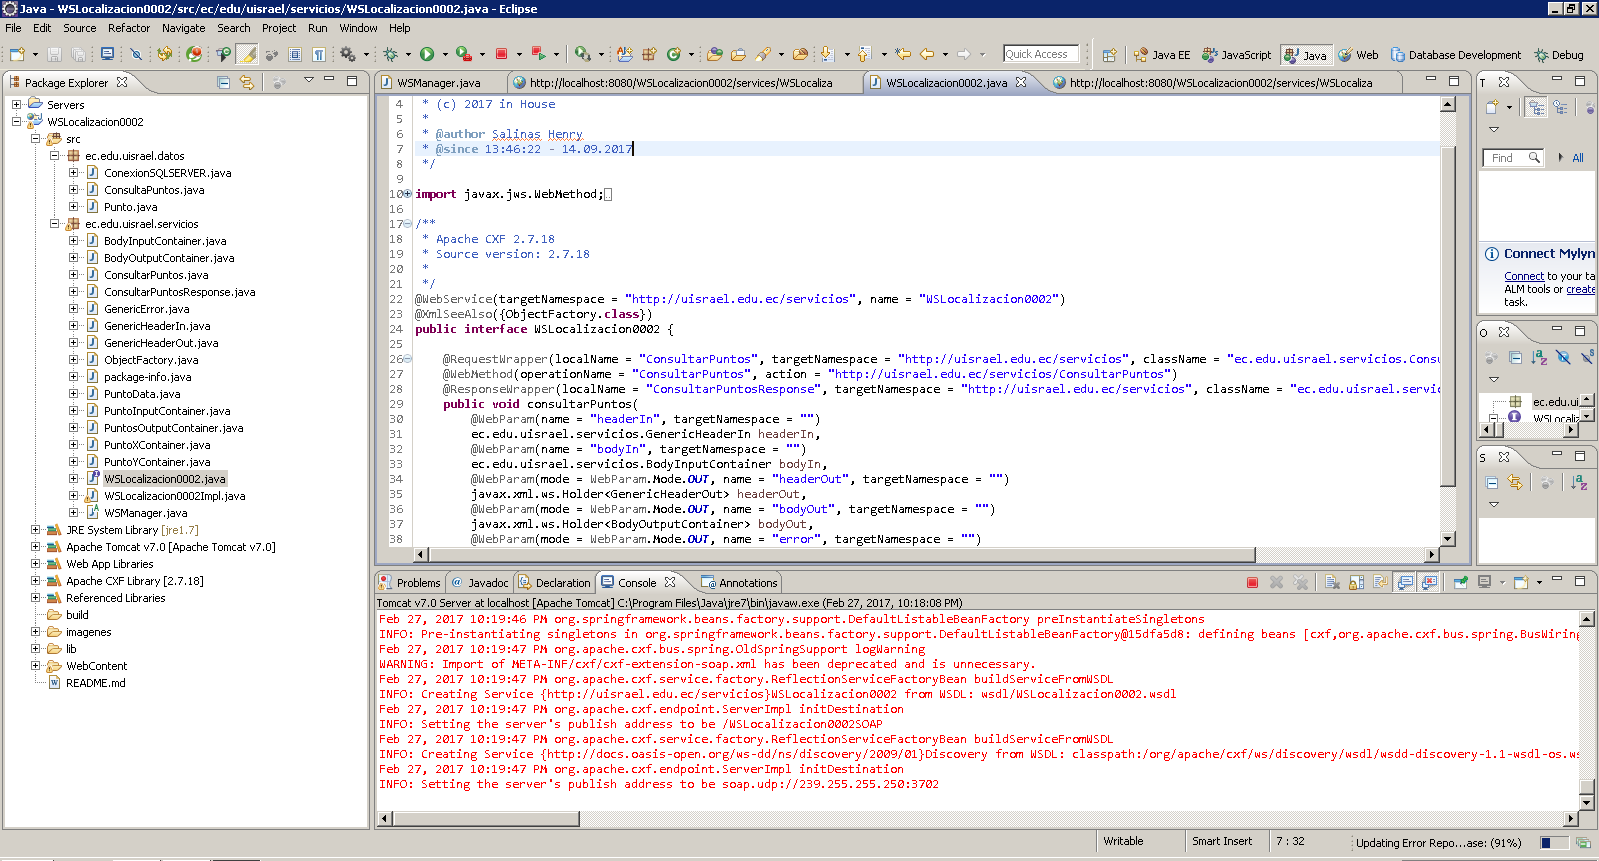 Java - WSLocalizacion0002/src/ec/edu/uisrael/servicios/WSLocalizacion0002.java - Eclipse
File Edit Source Refactor Navigate Search Project Run Window Help
Quick Access Java EE JavaScript Java Web Database Development Debug
Package Explorer
Servers
WSLocalizacion0002
src
ec.edu.uisrael.datos
ConexionSQLSERVER.java
ConsultaPuntos.java
Punto.java
ec.edu.uisrael.servicios
BodyInputContainer.java
BodyOutputContainer.java
ConsultarPuntos.java
ConsultarPuntosResponse.java
GenericError.java
GenericHeaderIn.java
GenericHeaderOut.java
ObjectFactory.java
package-info.java
PuntoData.java
PuntoInputContainer.java
PuntosOutputContainer.java
PuntoXContainer.java
PuntoYContainer.java
WSLocalizacion0002.java
WSLocalizacion0002Impl.java
WSManager.java
JRE System Library [jre1.7]
Apache Tomcat v7.0 [Apache Tomcat v7.0]
Web App Libraries
Apache CXF Library [2.7.18]
Referenced Libraries
build
imagenes
lib
WebContent
README.md
WSManager.java http://localhost:8080/WSLocalizacion0002/services/WSLocaliza WSLocalizacion0002.java http://localhost:8080/WSLocalizacion0002/services/WSLocaliza
4 * (c) 2017 in House
5 *
6 * @author Salinas Henry
7 * @since 13:46:22 - 14.09.2017
8 */
9
10 import javax.jws.WebMethod;
16
17 /**
18 * Apache CXF 2.7.18
19 * Source version: 2.7.18
20 *
21 */
22 @WebService(targetNamespace = "http://uisrael.edu.ec/servicios", name = "WSLocalizacion0002")
23 @XmlSeeAlso({ObjectFactory.class})
24 public interface WSLocalizacion0002 {
25
26 @RequestWrapper(localName = "ConsultarPuntos", targetNamespace = "http://uisrael.edu.ec/servicios", className = "ec.edu.uisrael.servicios.Consu
27 @WebMethod(operationName = "ConsultarPuntos", action = "http://uisrael.edu.ec/servicios/ConsultarPuntos")
28 @ResponseWrapper(localName = "ConsultarPuntosResponse", targetNamespace = "http://uisrael.edu.ec/servicios", className = "ec.edu.uisrael.servic
29 public void consultarPuntos(
30 @WebParam(name = "headerIn", targetNamespace = "")
31 ec.edu.uisrael.servicios.GenericHeaderIn headerIn,
32 @WebParam(name = "bodyIn", targetNamespace = "")
33 ec.edu.uisrael.servicios.BodyInputContainer bodyIn,
34 @WebParam(mode = WebParam.Mode.OUT, name = "headerOut", targetNamespace = "")
35 javax.xml.ws.Holder<GenericHeaderOut> headerOut,
36 @WebParam(mode = WebParam.Mode.OUT, name = "bodyOut", targetNamespace = "")
37 javax.xml.ws.Holder<BodyOutputContainer> bodyOut,
38 @WebParam(mode = WebParam.Mode.OUT, name = "error", targetNamespace = "")
T
Find All
Connect Mylyn
Connect to your ta
ALM tools or create
task.
O
ec.edu.ui
WSLocaliz
S
Problems Javadoc Declaration Console Annotations
Tomcat v7.0 Server at localhost [Apache Tomcat] C:\Program Files\Java\jre7\bin\javaw.exe (Feb 27, 2017, 10:18:08 PM)
Feb 27, 2017 10:19:46 PM org.springframework.beans.factory.support.DefaultListableBeanFactory preInstantiateSingletons
INFO: Pre-instantiating singletons in org.springframework.beans.factory.support.DefaultListableBeanFactory@15dfa5d8: defining beans [cxf,org.apache.cxf.bus.spring.BusWiring
Feb 27, 2017 10:19:47 PM org.apache.cxf.bus.spring.OldSpringSupport logWarning
WARNING: Import of META-INF/cxf/cxf-extension-soap.xml has been deprecated and is unnecessary.
Feb 27, 2017 10:19:47 PM org.apache.cxf.service.factory.ReflectionServiceFactoryBean buildServiceFromWSDL
INFO: Creating Service {http://uisrael.edu.ec/servicios}WSLocalizacion0002 from WSDL: wsdl/WSLocalizacion0002.wsdl
Feb 27, 2017 10:19:47 PM org.apache.cxf.endpoint.ServerImpl initDestination
INFO: Setting the server's publish address to be /WSLocalizacion0002SOAP
Feb 27, 2017 10:19:47 PM org.apache.cxf.service.factory.ReflectionServiceFactoryBean buildServiceFromWSDL
INFO: Creating Service {http://docs.oasis-open.org/ws-dd/ns/discovery/2009/01}Discovery from WSDL: classpath:/org/apache/cxf/ws/discovery/wsdl/wsdd-discovery-1.1-wsdl-os.ws
Feb 27, 2017 10:19:47 PM org.apache.cxf.endpoint.ServerImpl initDestination
INFO: Setting the server's publish address to be soap.udp://239.255.255.250:3702
Writable Smart Insert 7 : 32 Updating Error Repo...ase: (91%)